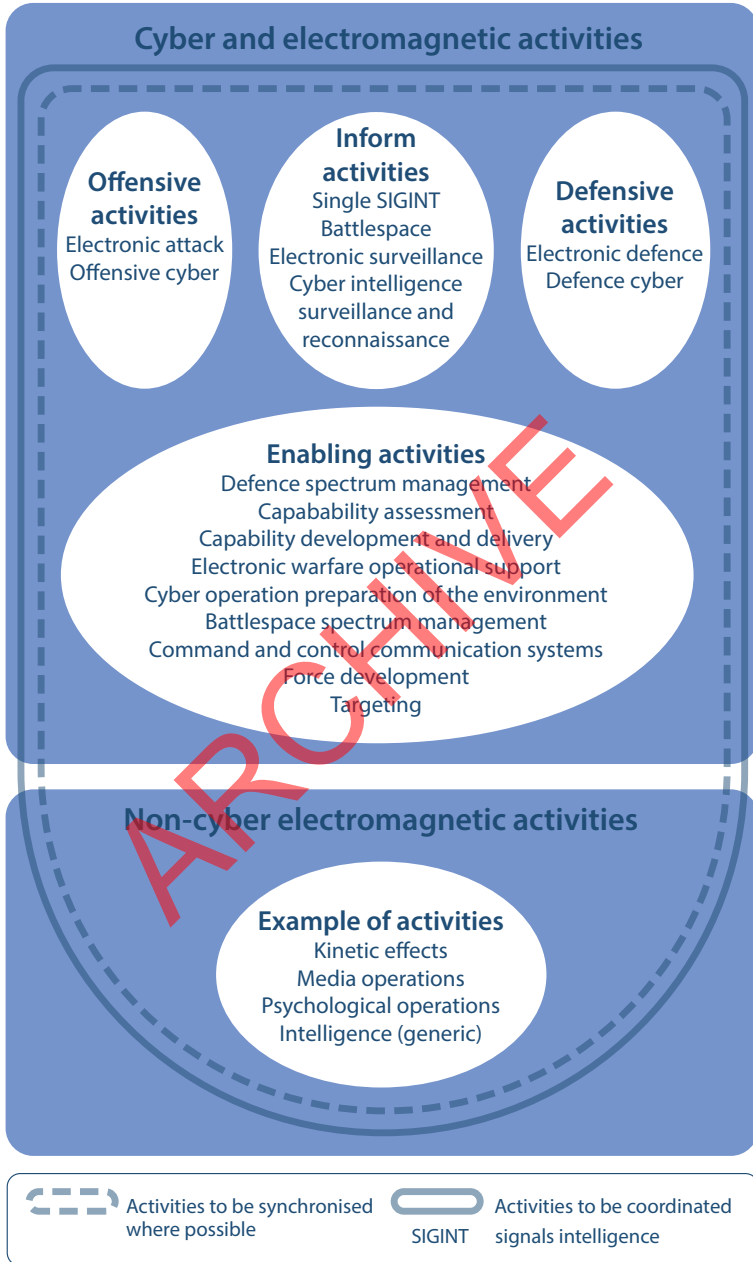 Cyber and electromagnetic activities
Offensive
activities
Electronic attack
Offensive cyber
Inform
activities
Single SIGINT
Battlespace
Electronic surveillance
Cyber intelligence
surveillance and
reconnaissance
Defensive
activities
Electronic defence
Defence cyber
Enabling activities
Defence spectrum management
Capabability assessment
Capability development and delivery
Electronic warfare operational support
Cyber operation preparation of the environment
Battlespace spectrum management
Command and control communication systems
Force development
Targeting
ARCHIVE
Non-cyber electromagnetic activities
Example of activities
Kinetic effects
Media operations
Psychological operations
Intelligence (generic)
Activities to be synchronised
where possible
Activities to be coordinated
SIGINT signals intelligence